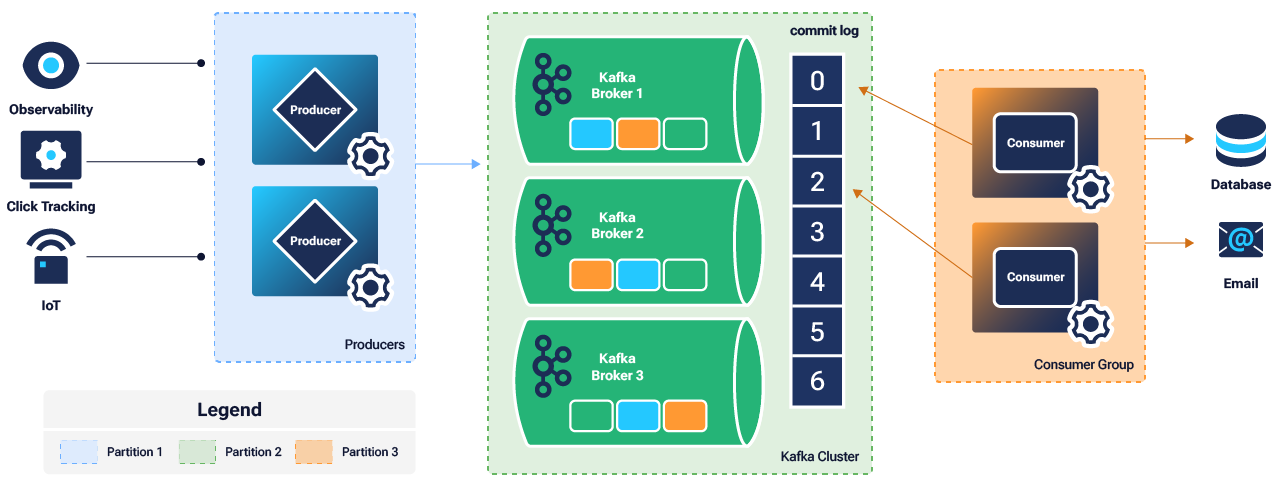 Observability
Click Tracking
IoT
Producer
Producer
Producers
commit log
Kafka
Broker 1
Kafka
Broker 2
Kafka
Broker 3
0
1
2
3
4
5
6
Kafka Cluster
Consumer
Consumer
Consumer Group
Database
@
Email
Legend
Partition 1
Partition 2
Partition 3